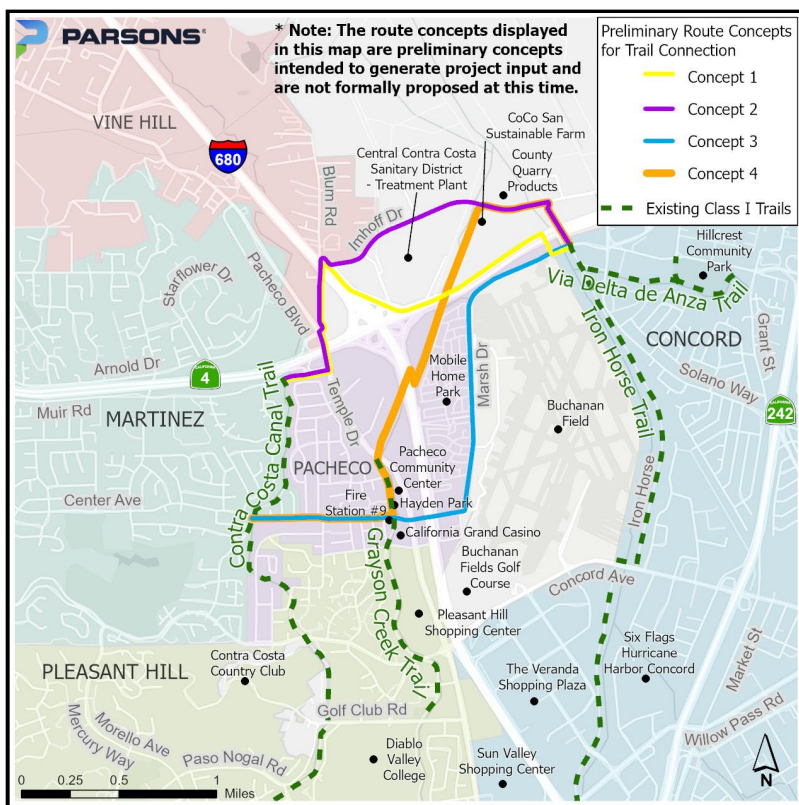 PARSONS
* Note: The route concepts displayed
in this map are preliminary concepts
intended to generate project input and
are not formally proposed at this time.
Preliminary Route Concepts
for Trail Connection
Concept 1
Concept 2
Concept 3
Concept 4
Existing Class I Trails
VINE HILL
680
Blum Rd
Imhoff Dr
Central Contra Costa
Sanitary District
- Treatment Plant
CoCo San
Sustainable Farm
County
Quarry
Products
Hillcrest
Community
Park
Via Delta de Anza Trail
Starflower Dr
Pacheco Blvd
Arnold Dr
CALIFORNIA
4
Muir Rd
MARTINEZ
Center Ave
Contra Costa Canal Trail
Temple Dr
PACHECO
Mobile
Home
Park
Marsh Dr
Buchanan
Field
Iron Horse Trail
Iron Horse
CONCORD
Grant St
Solano Way
CALIFORNIA
242
Pacheco
Community
Center
Hayden Park
Fire
Station #9
California Grand Casino
Grayson Creek Trail
Buchanan
Fields Golf
Course
Concord Ave
Pleasant Hill
Shopping Center
PLEASANT HILL
Contra Costa
Country Club
Six Flags
Hurricane
Harbor Concord
The Veranda
Shopping Plaza
Market St
Willow Pass Rd
Golf Club Rd
Morello Ave
Mercury Way
Paso Nogal Rd
Diablo
Valley
College
Sun Valley
Shopping Center
0 0.25 0.5 1
Miles
N